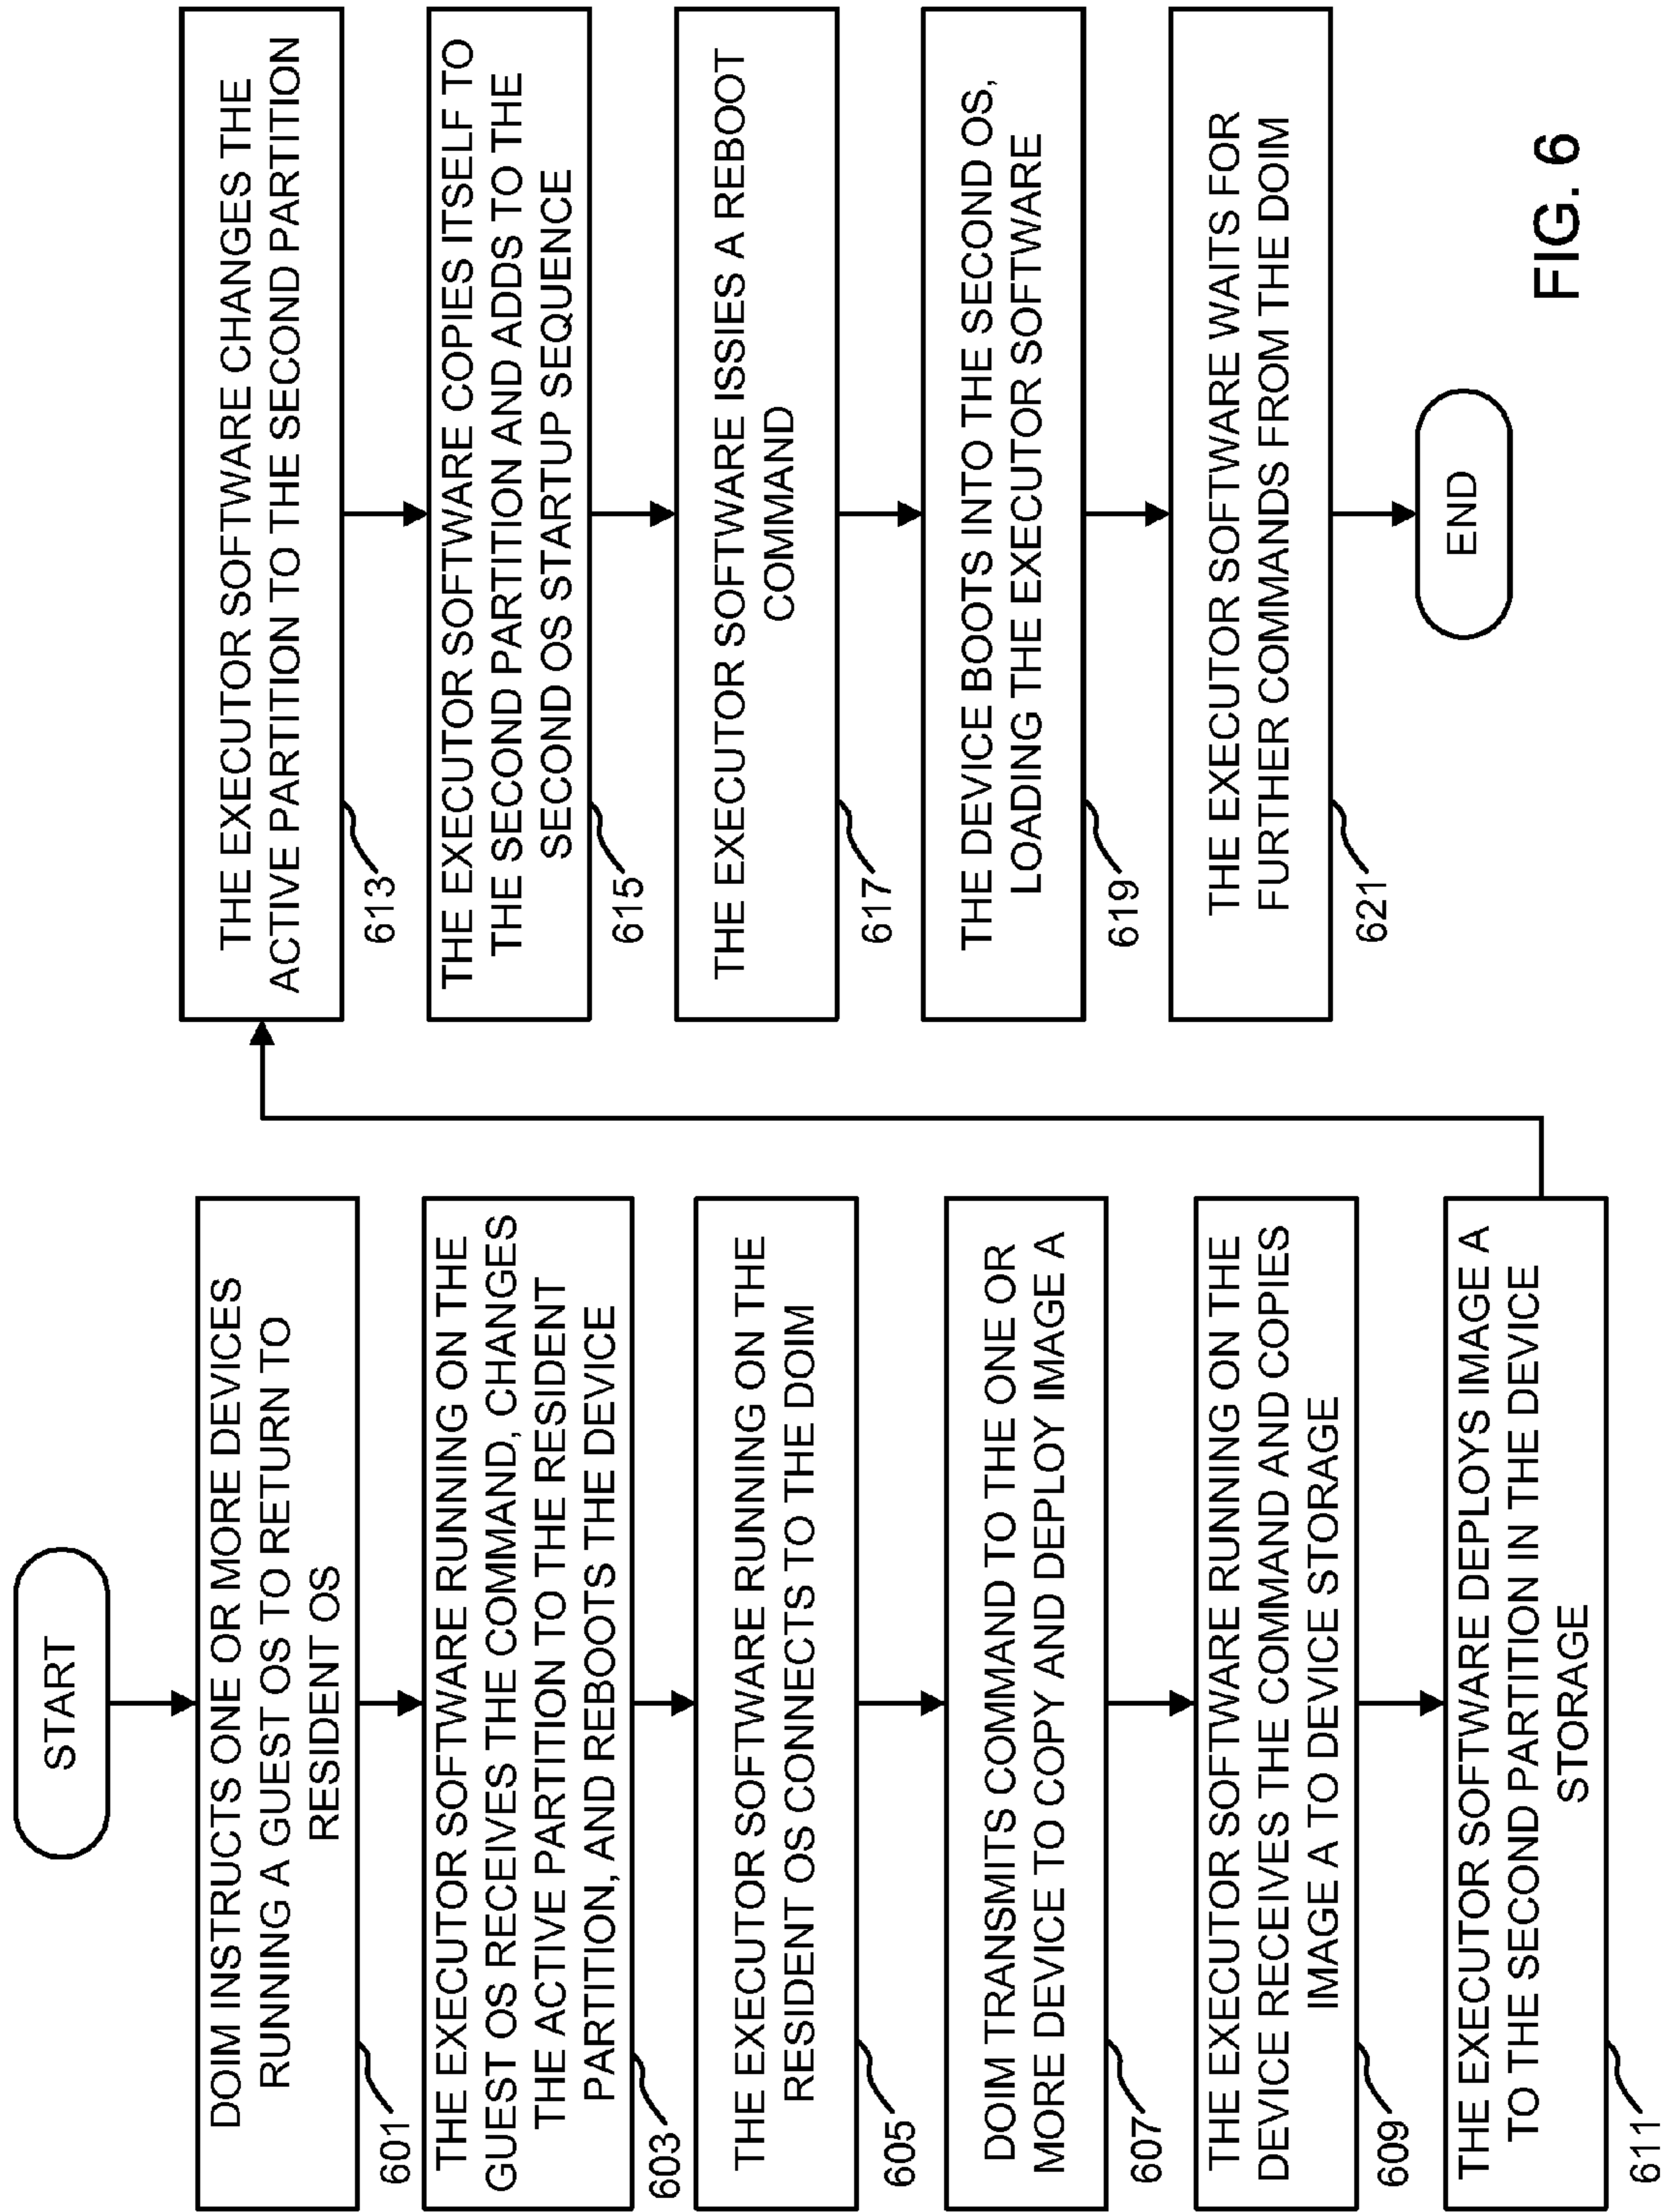 START
DOIM INSTRUCTS ONE OR MORE DEVICES
RUNNING A GUEST OS TO RETURN TO
RESIDENT OS
601
THE EXECUTOR SOFTWARE RUNNING ON THE
GUEST OS RECEIVES THE COMMAND, CHANGES
THE ACTIVE PARTITION TO THE RESIDENT
PARTITION, AND REBOOTS THE DEVICE
603
THE EXECUTOR SOFTWARE RUNNING ON THE
RESIDENT OS CONNECTS TO THE DOIM
605
DOIM TRANSMITS COMMAND TO THE ONE OR
MORE DEVICE TO COPY AND DEPLOY IMAGE A
607
THE EXECUTOR SOFTWARE RUNNING ON THE
DEVICE RECEIVES THE COMMAND AND COPIES
IMAGE A TO DEVICE STORAGE
609
THE EXECUTOR SOFTWARE DEPLOYS IMAGE A
TO THE SECOND PARTITION IN THE DEVICE
STORAGE
6111
THE EXECUTOR SOFTWARE CHANGES THE
ACTIVE PARTITION TO THE SECOND PARTITION
613
THE EXECUTOR SOFTWARE COPIES ITSELF TO
THE SECOND PARTITION AND ADDS TO THE
SECOND OS STARTUP SEQUENCE
615
THE EXECUTOR SOFTWARE ISSIES A REBOOT
COMMAND
617
THE DEVICE BOOTS INTO THE SECOND OS,
LOADING THE EXECUTOR SOFTWARE
619
THE EXECUTOR SOFTWARE WAITS FOR
FURTHER COMMANDS FROM THE DOIM
621
END
FIG. 6